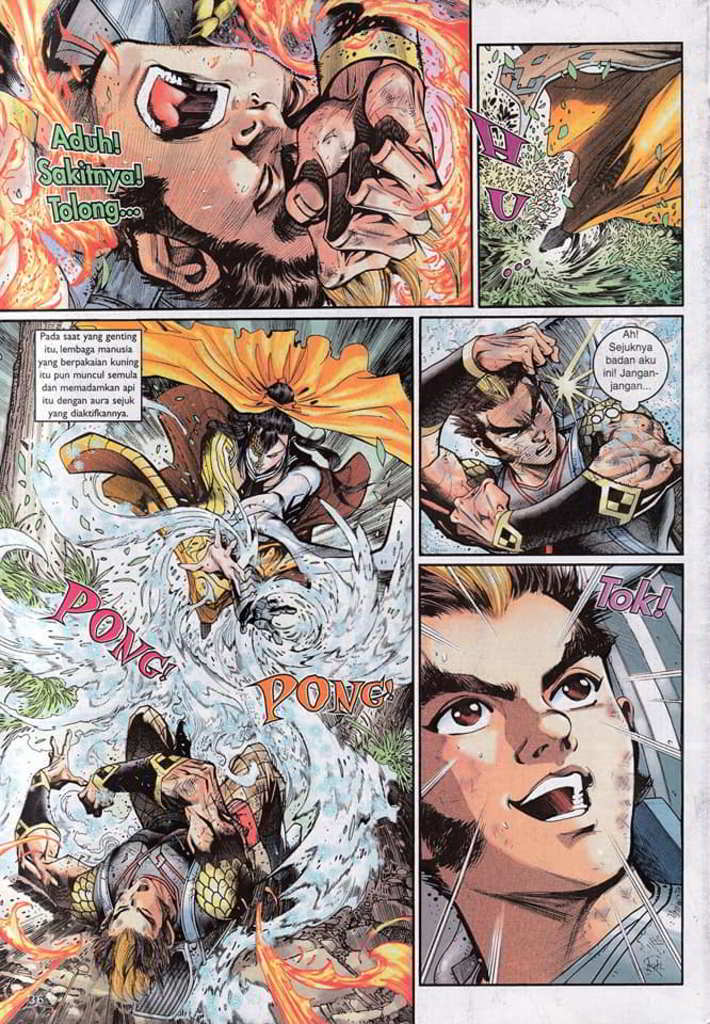 Aduh!
Sakitnya!
Tolong...
HU...
Pada saat yang genting
itu, lembaga manusia
yang berpakaian kuning
itu pun muncul semula
dan memadamkan api
itu dengan aura sejuk
yang diaktifkannya.
PONG!
PONG!
Ah!
Sejuknya
badan aku
ini! Jangan-
jangan...
Tok!
36